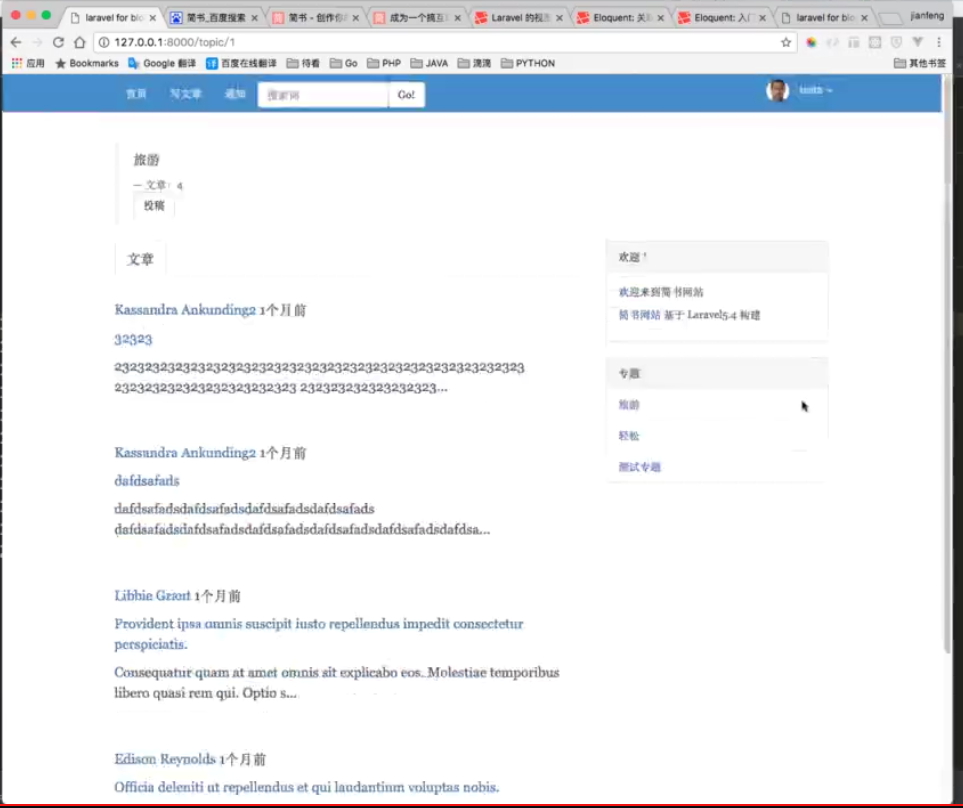 laravel for blo
简书_百度搜索
简书 - 创作你
成为一个搞互
Laravel 的视
Eloquent: 关
Eloquent: 入门
laravel for blo
jianfeng
127.0.0.1:8000/topic/1
应用
Bookmarks
Google 翻译
百度在线翻译
待看
Go
PHP
JAVA
滴滴
PYTHON
其他书签
首页
写文章
通知
搜索词
Go!
旅游
— 文章：4
投稿
文章
Kassandra Ankunding2 1个月前
32323
dafdsafads
Kassandra Ankunding2 1个月前
dafdsafadsdafdsafadsdafdsafadsdafdsafads
dafdsafadsdafdsafadsdafdsafadsdafdsafadsdafdsafadsdafdsa...
Libbie Grant 1个月前
Provident ipsa omnis suscipit iusto repellendus impedit consectetur
perspiciatis.
Consequatur quam at amet omnis sit explicabo eos. Molestiae temporibus
libero quasi rem qui. Optio s...
Edison Reynolds 1个月前
Officia deleniti ut repellendus et qui laudantium voluptas nobis.
欢迎！
欢迎来到简书网站
简书网站 基于 Laravel5.4 构建
专题
旅游
轻松
测试专题